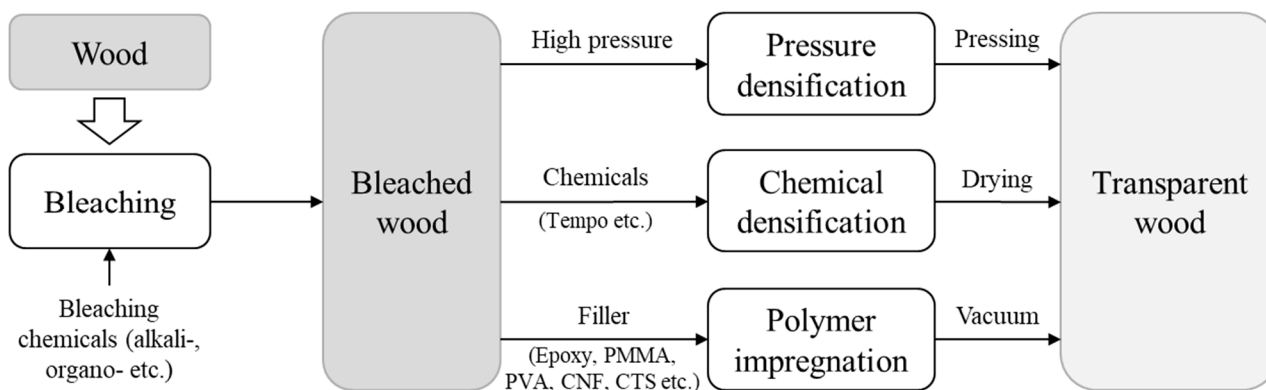 Wood
Bleaching
Bleaching
chemicals (alkali-,
organo- etc.)
Bleached
wood
High pressure
Pressure
densification
Pressing
Chemicals
(Tempo etc.)
Chemical
densification
Drying
Filler
(Epoxy, PMMA,
PVA, CNF, CTS etc.)
Polymer
impregnation
Vacuum
Transparent
wood